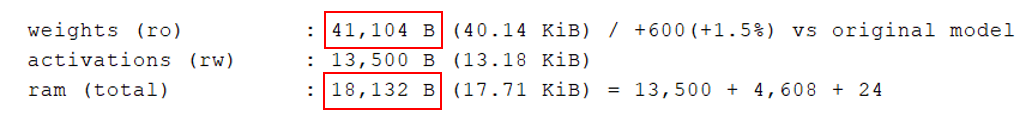 weights (ro) : 41,104 B (40.14 KiB) / +600(+1.5%) vs original model
activations (rw) : 13,500 B (13.18 KiB)
ram (total) : 18,132 B (17.71 KiB) = 13,500 + 4,608 + 24